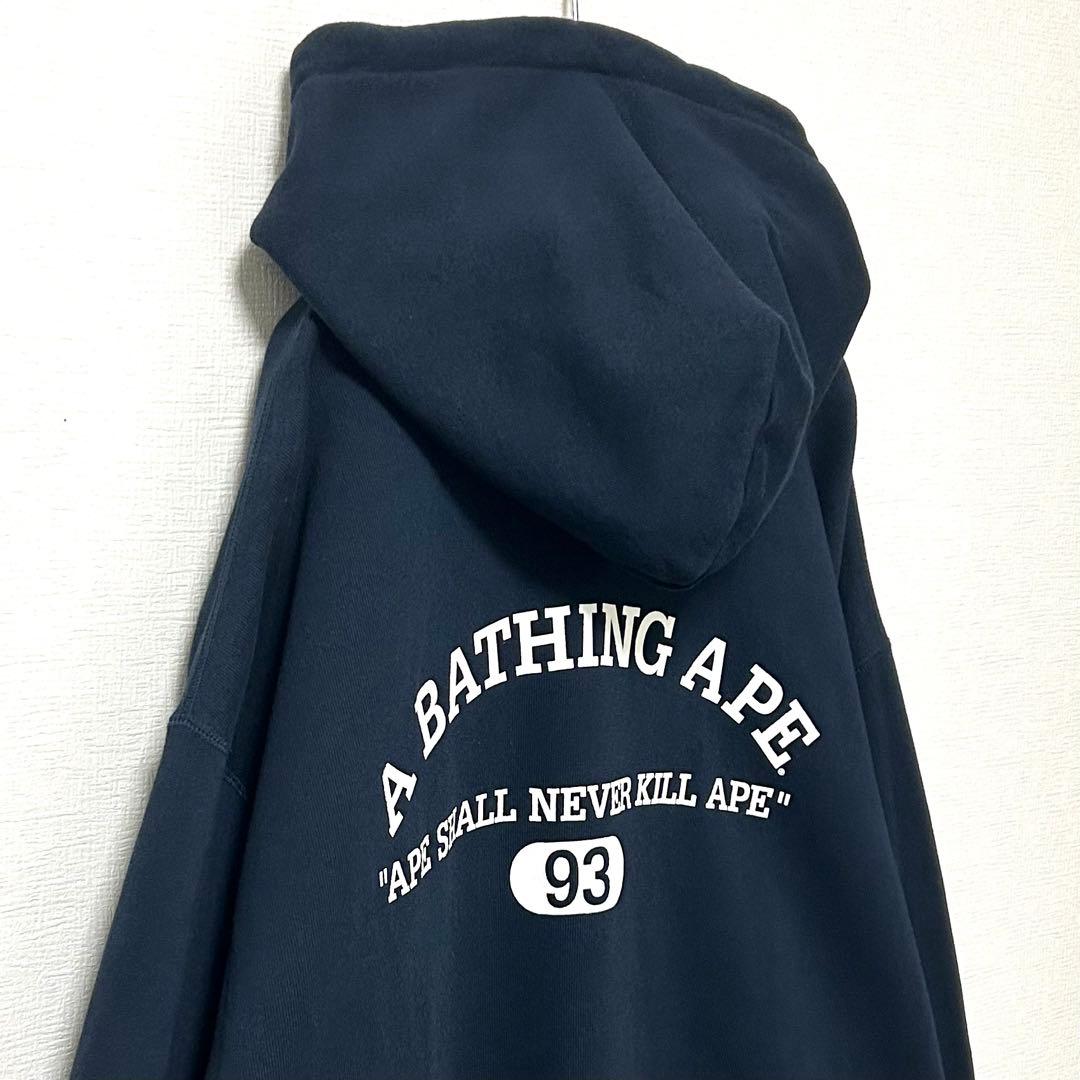 A BATHING APE®
"APE SHALL NEVER KILL APE"
93